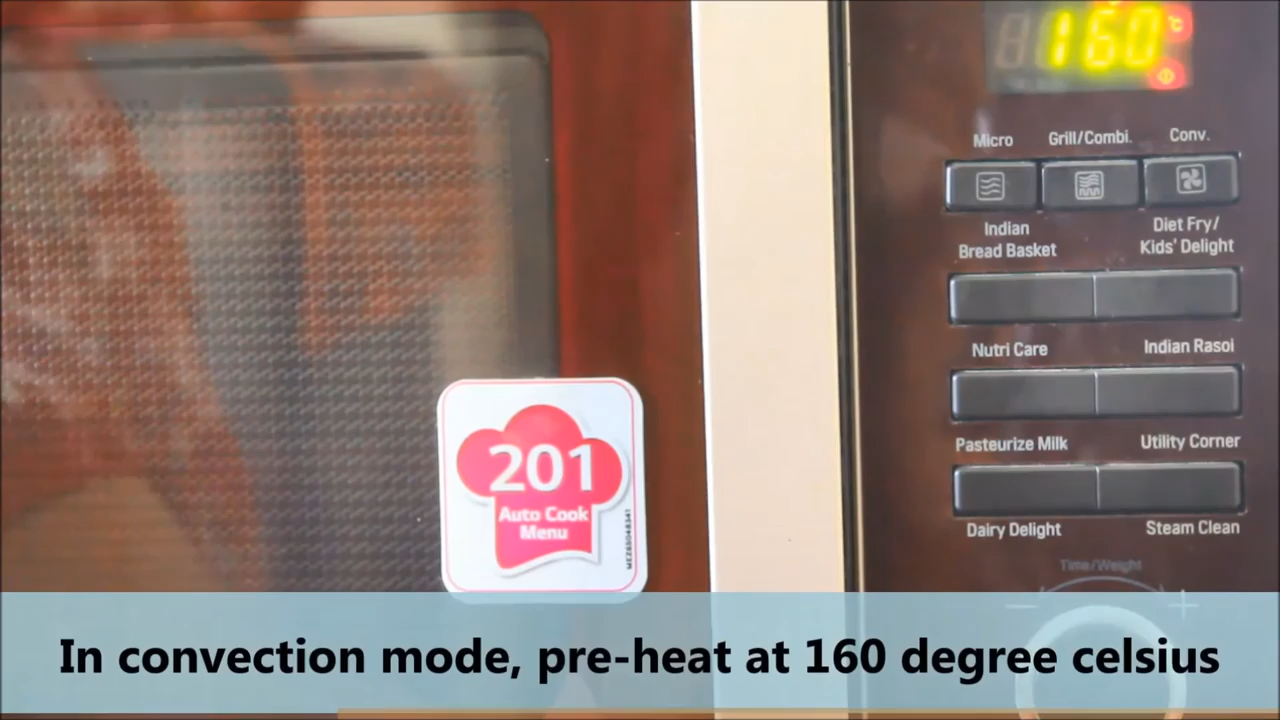 160
°C
Micro
Grill/Combi.
Conv.
Indian
Bread Basket
Diet Fry/
Kids' Delight
Nutri Care
Indian Rasoi
Pasteurize Milk
Utility Corner
Dairy Delight
Steam Clean
Time/Weight
201
Auto Cook
Menu
In convection mode, pre-heat at 160 degree celsius